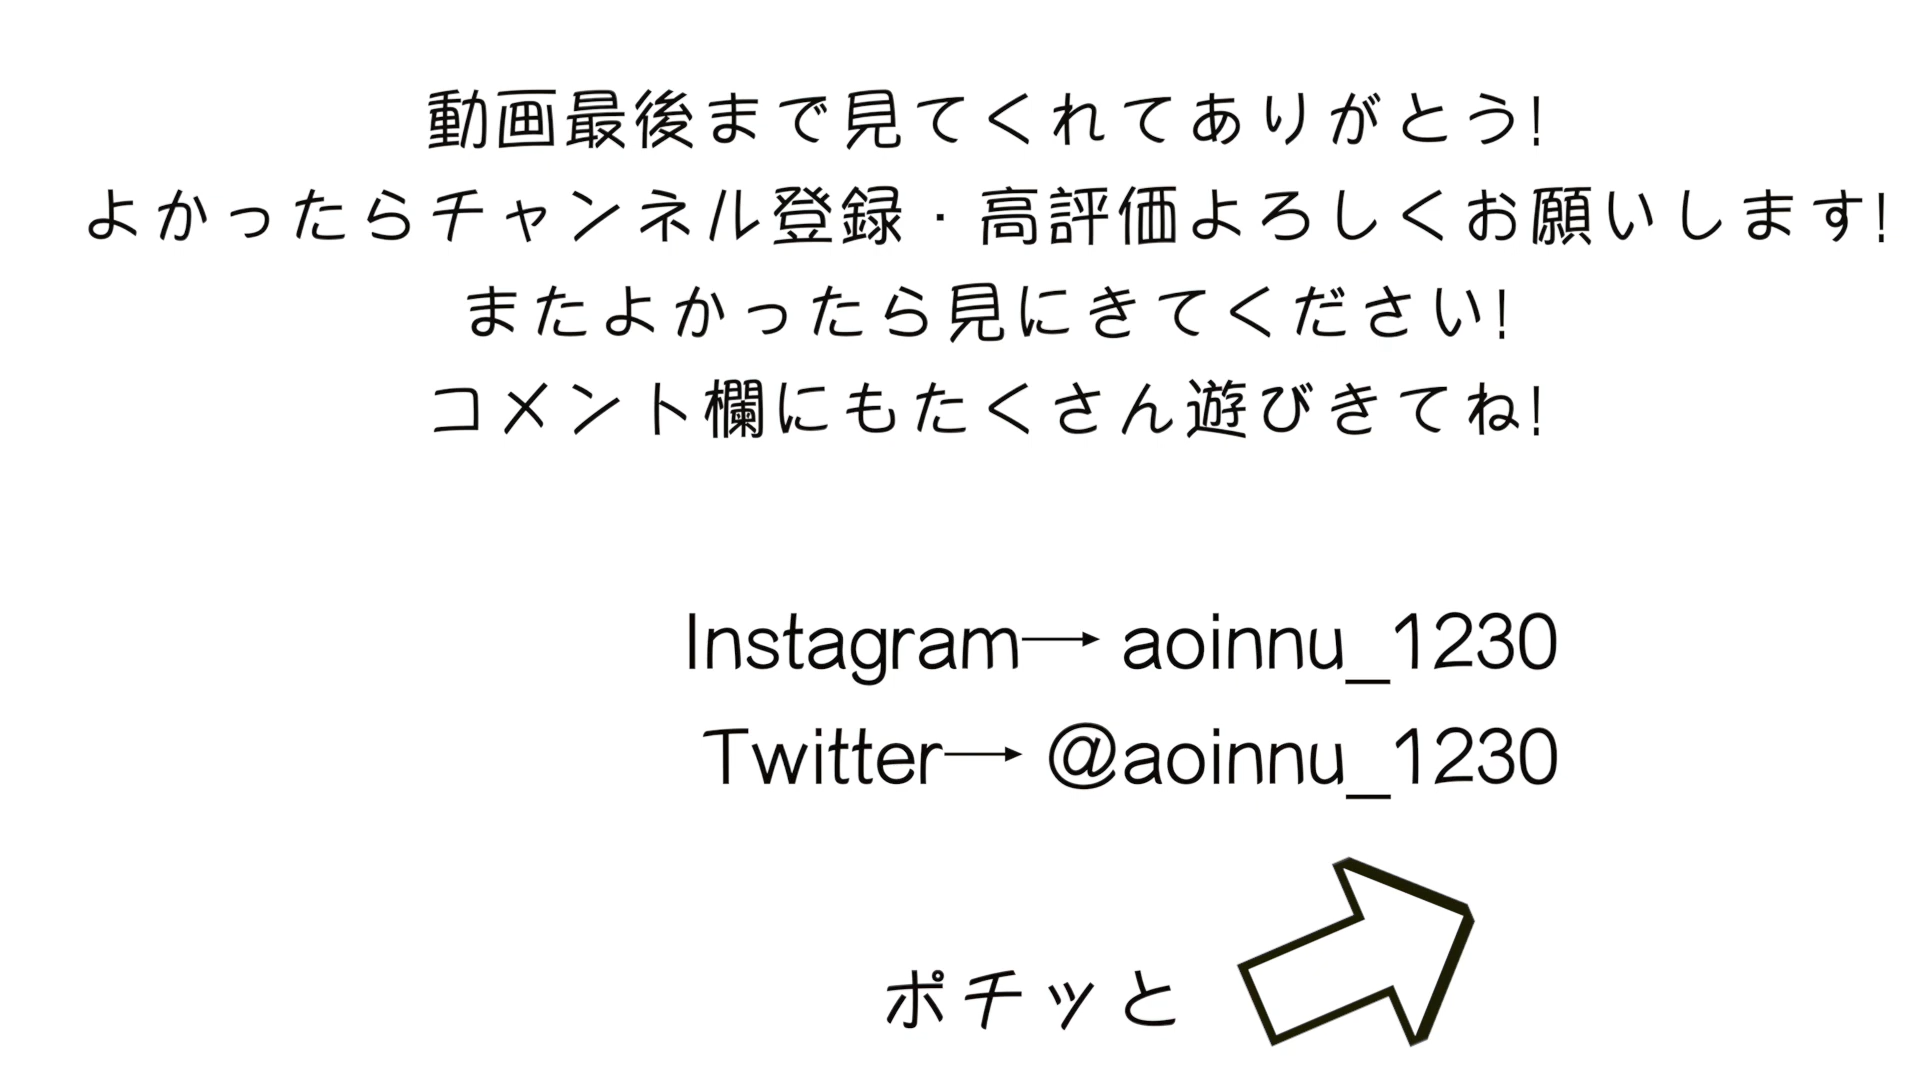 動画最後まで見てくれてありがとう!
よかったらチャンネル登録・高評価よろしくお願いします!
またよかったら見にきてください!
コメント欄にもたくさん遊びきてね!
Instagram→ aoinnu_1230
Twitter→ @aoinnu_1230
ポチッと